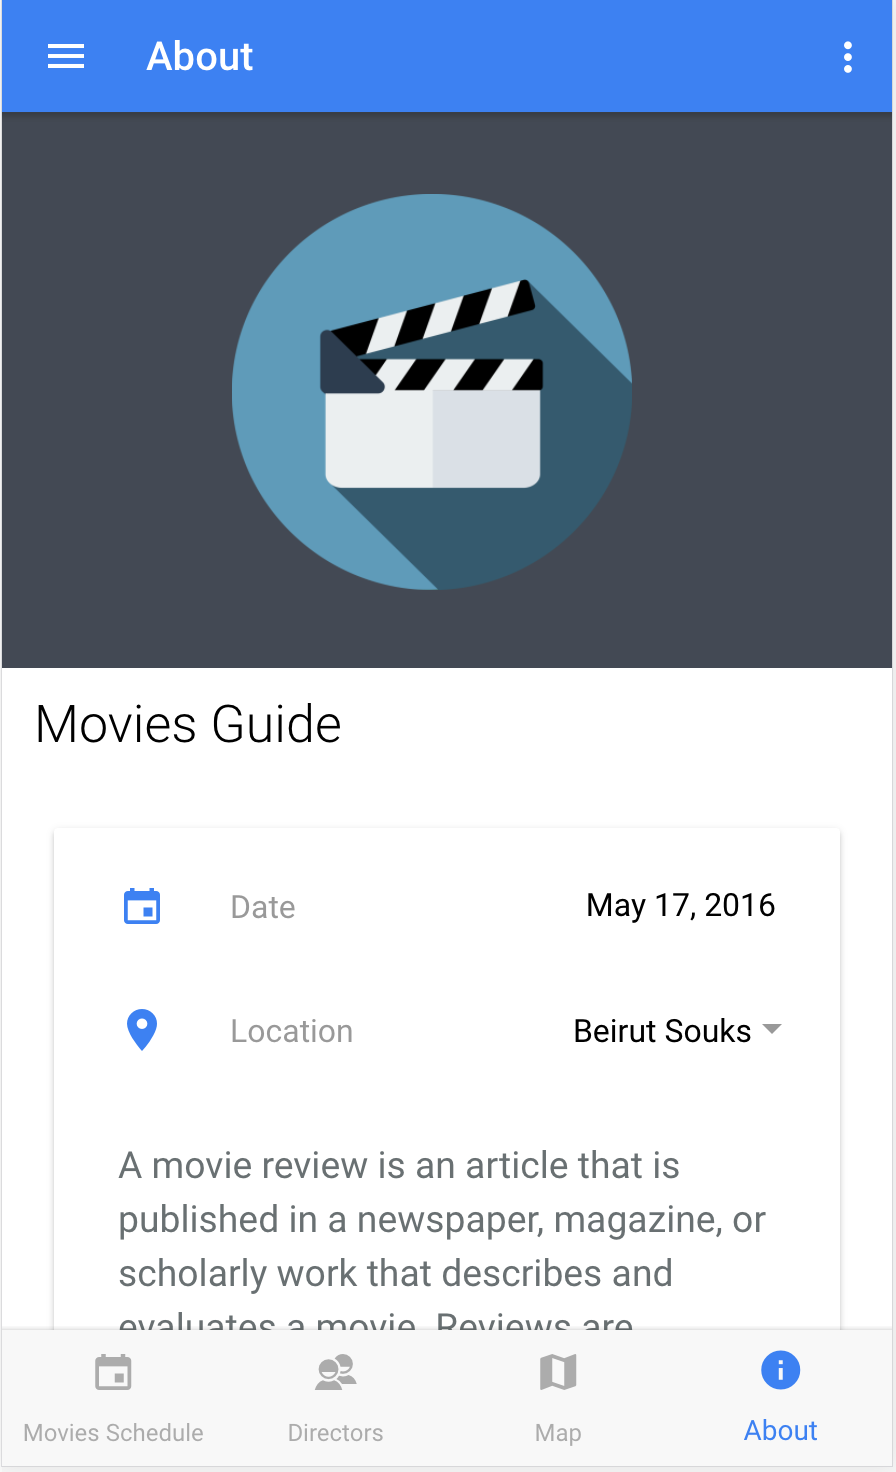 About
Movies Guide
Date
May 17, 2016
Location
Beirut Souks
A movie review is an article that is
published in a newspaper, magazine, or
scholarly work that describes and
evaluates a movie. Reviews are
Movies Schedule
Directors
Map
About